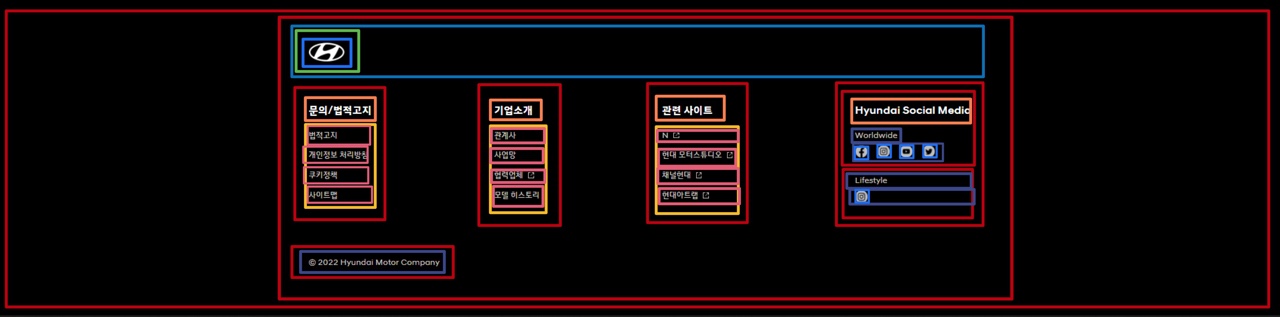 문의/법적고지
법적고지
개인정보 처리방침
쿠키정책
사이트맵
기업소개
관계사
사업망
협력업체
모델 히스토리
관련 사이트
N
현대 모터스튜디오
채널현대
현대아트랩
Hyundai Social Media
Worldwide
Lifestyle
© 2022 Hyundai Motor Company